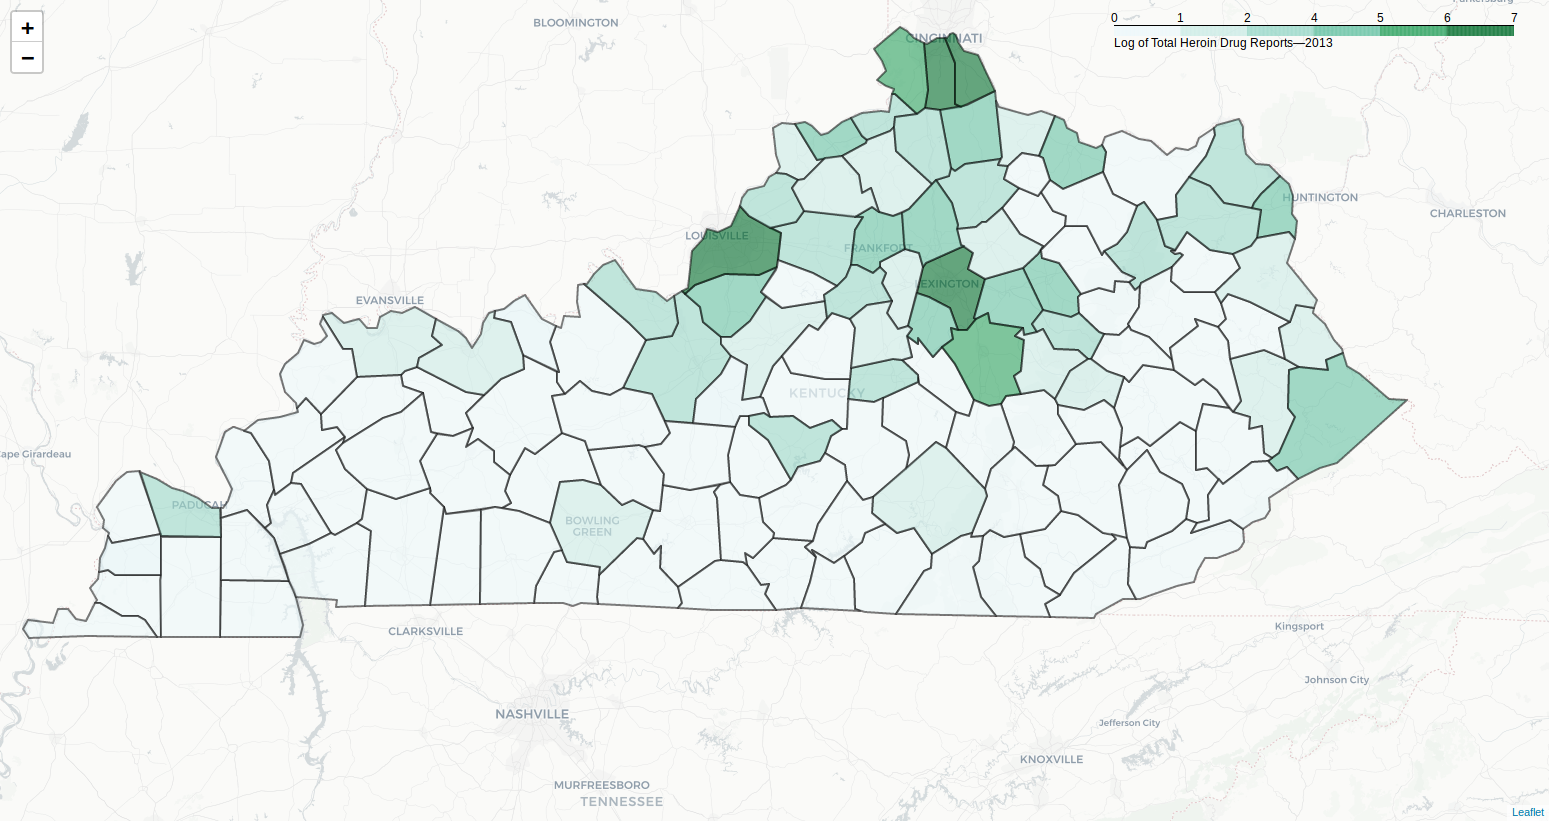 +
−
BLOOMINGTON
Parkersburg
0 1 2 4 5 6 7
Log of Total Heroin Drug Reports—2013
CINCINNATI
HUNTINGTON
CHARLESTON
LOUISVILLE
FRANKFORT
LEXINGTON
EVANSVILLE
KENTUCKY
ape Girardeau
PADUCAH
BOWLING
GREEN
CLARKSVILLE
Kingsport
Johnson City
NASHVILLE
Jefferson City
KNOXVILLE
MURFREESBORO
TENNESSEE
Leaflet